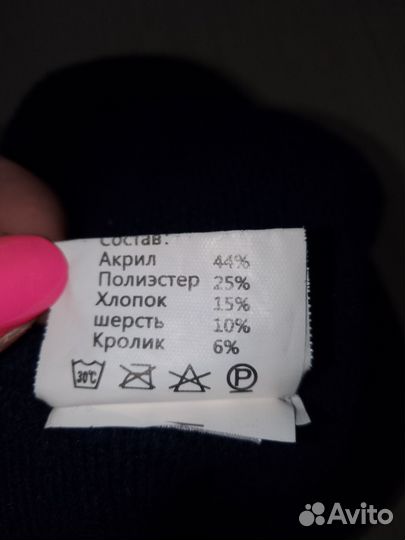 Состав:
Акрил 44%
Полиэстер 25%
Хлопок 15%
шерсть 10%
Кролик 6%
30°C P
Avito